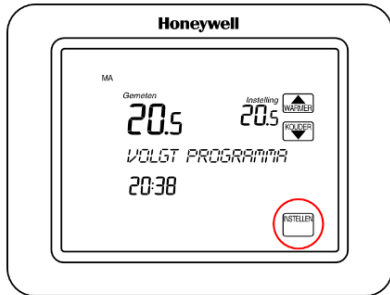 Honeywell
MA
Gemeten
Instelling
20.5
20.5
WARMER
KOUDER
VOLGT PROGRAMMA
20:38
INSTELLEN